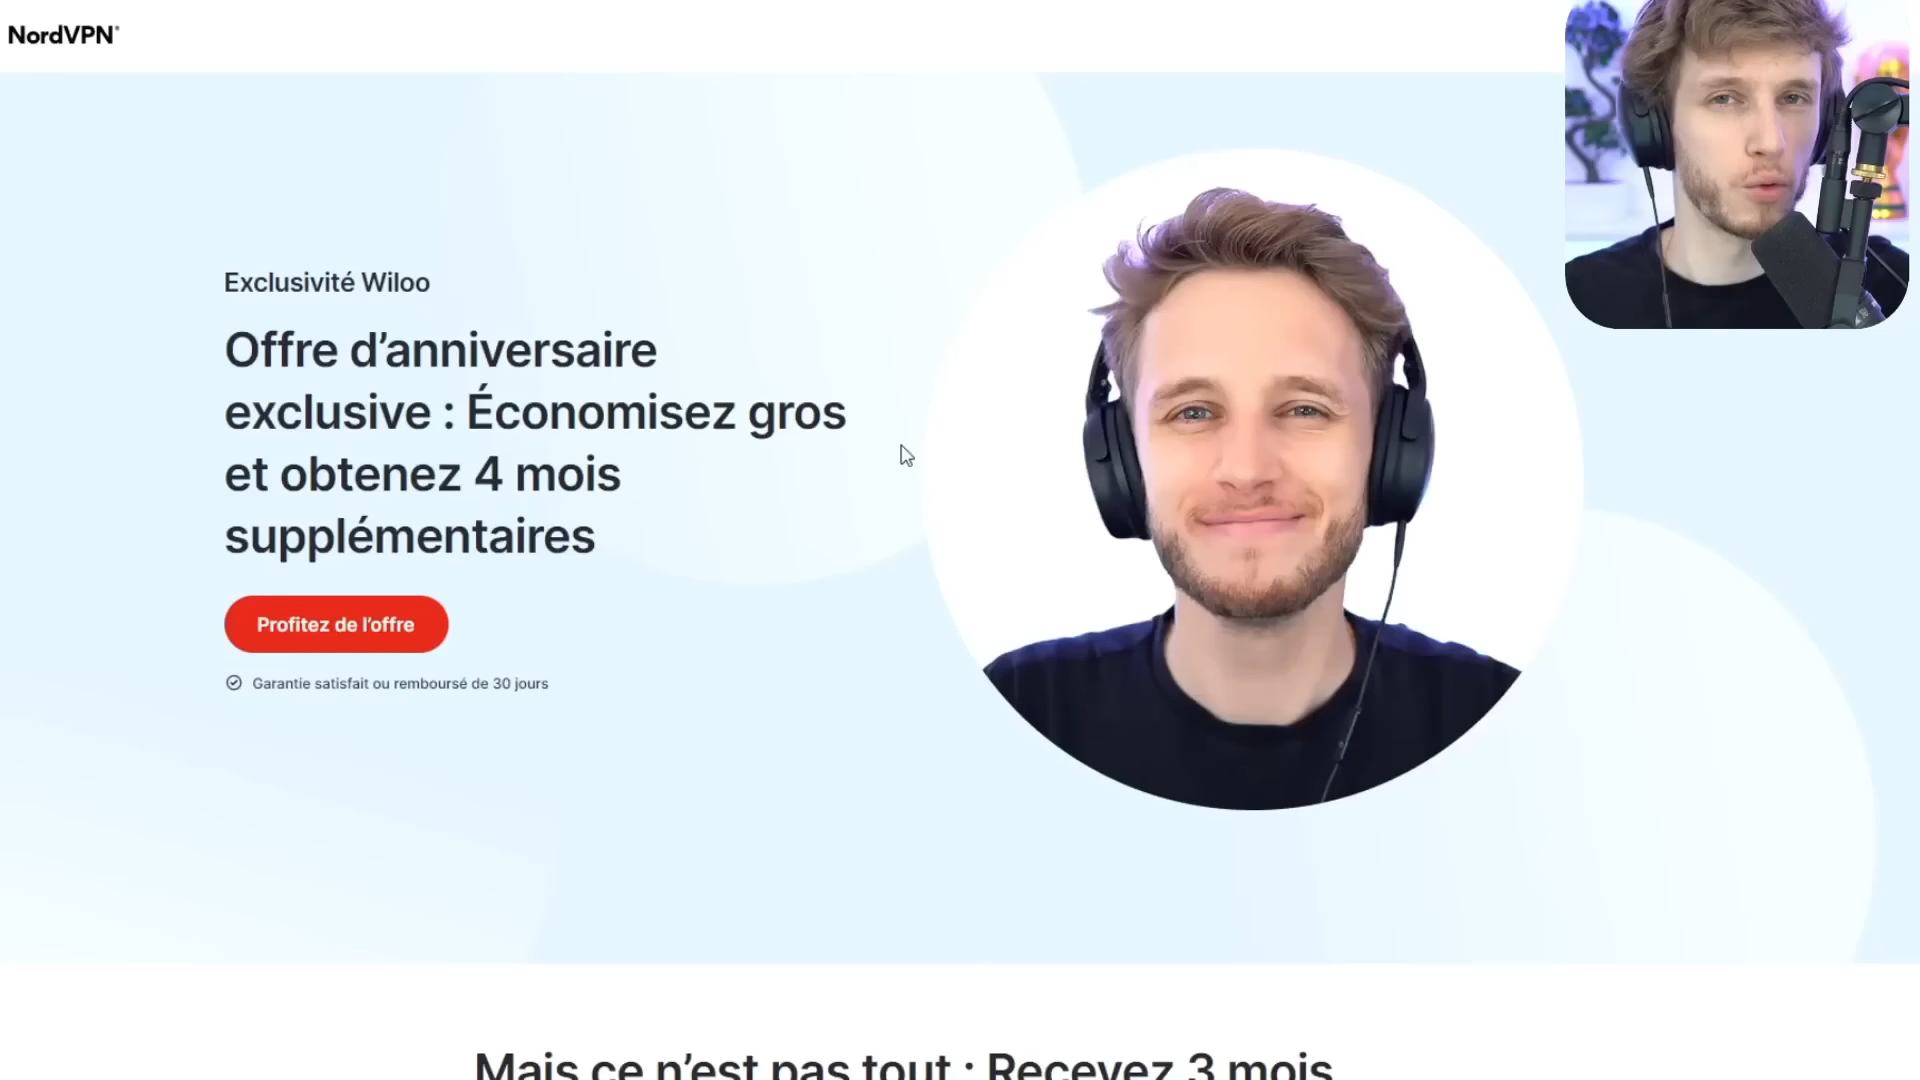 NordVPN®
Exclusivité Wiloo
Offre d’anniversaire
exclusive : Économisez gros
et obtenez 4 mois
supplémentaires
Profitez de l’offre
Garantie satisfait ou remboursé de 30 jours
Mais ce n’est pas tout : Recevez 3 mois